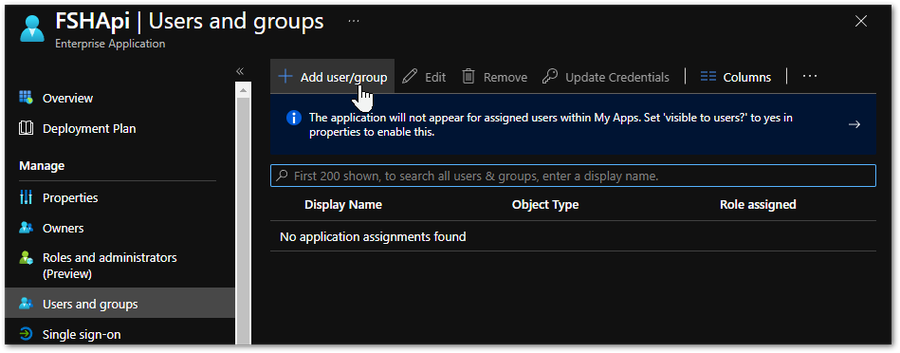 FSHApi | Users and groups ...
Enterprise Application
Add user/group Edit Remove Update Credentials Columns ...
«
Overview
Deployment Plan
The application will not appear for assigned users within My Apps. Set 'visible to users?' to yes in
properties to enable this.
Manage
First 200 shown, to search all users & groups, enter a display name.
Properties
Display Name Object Type Role assigned
Owners
No application assignments found
Roles and administrators
(Preview)
Users and groups
Single sign-on